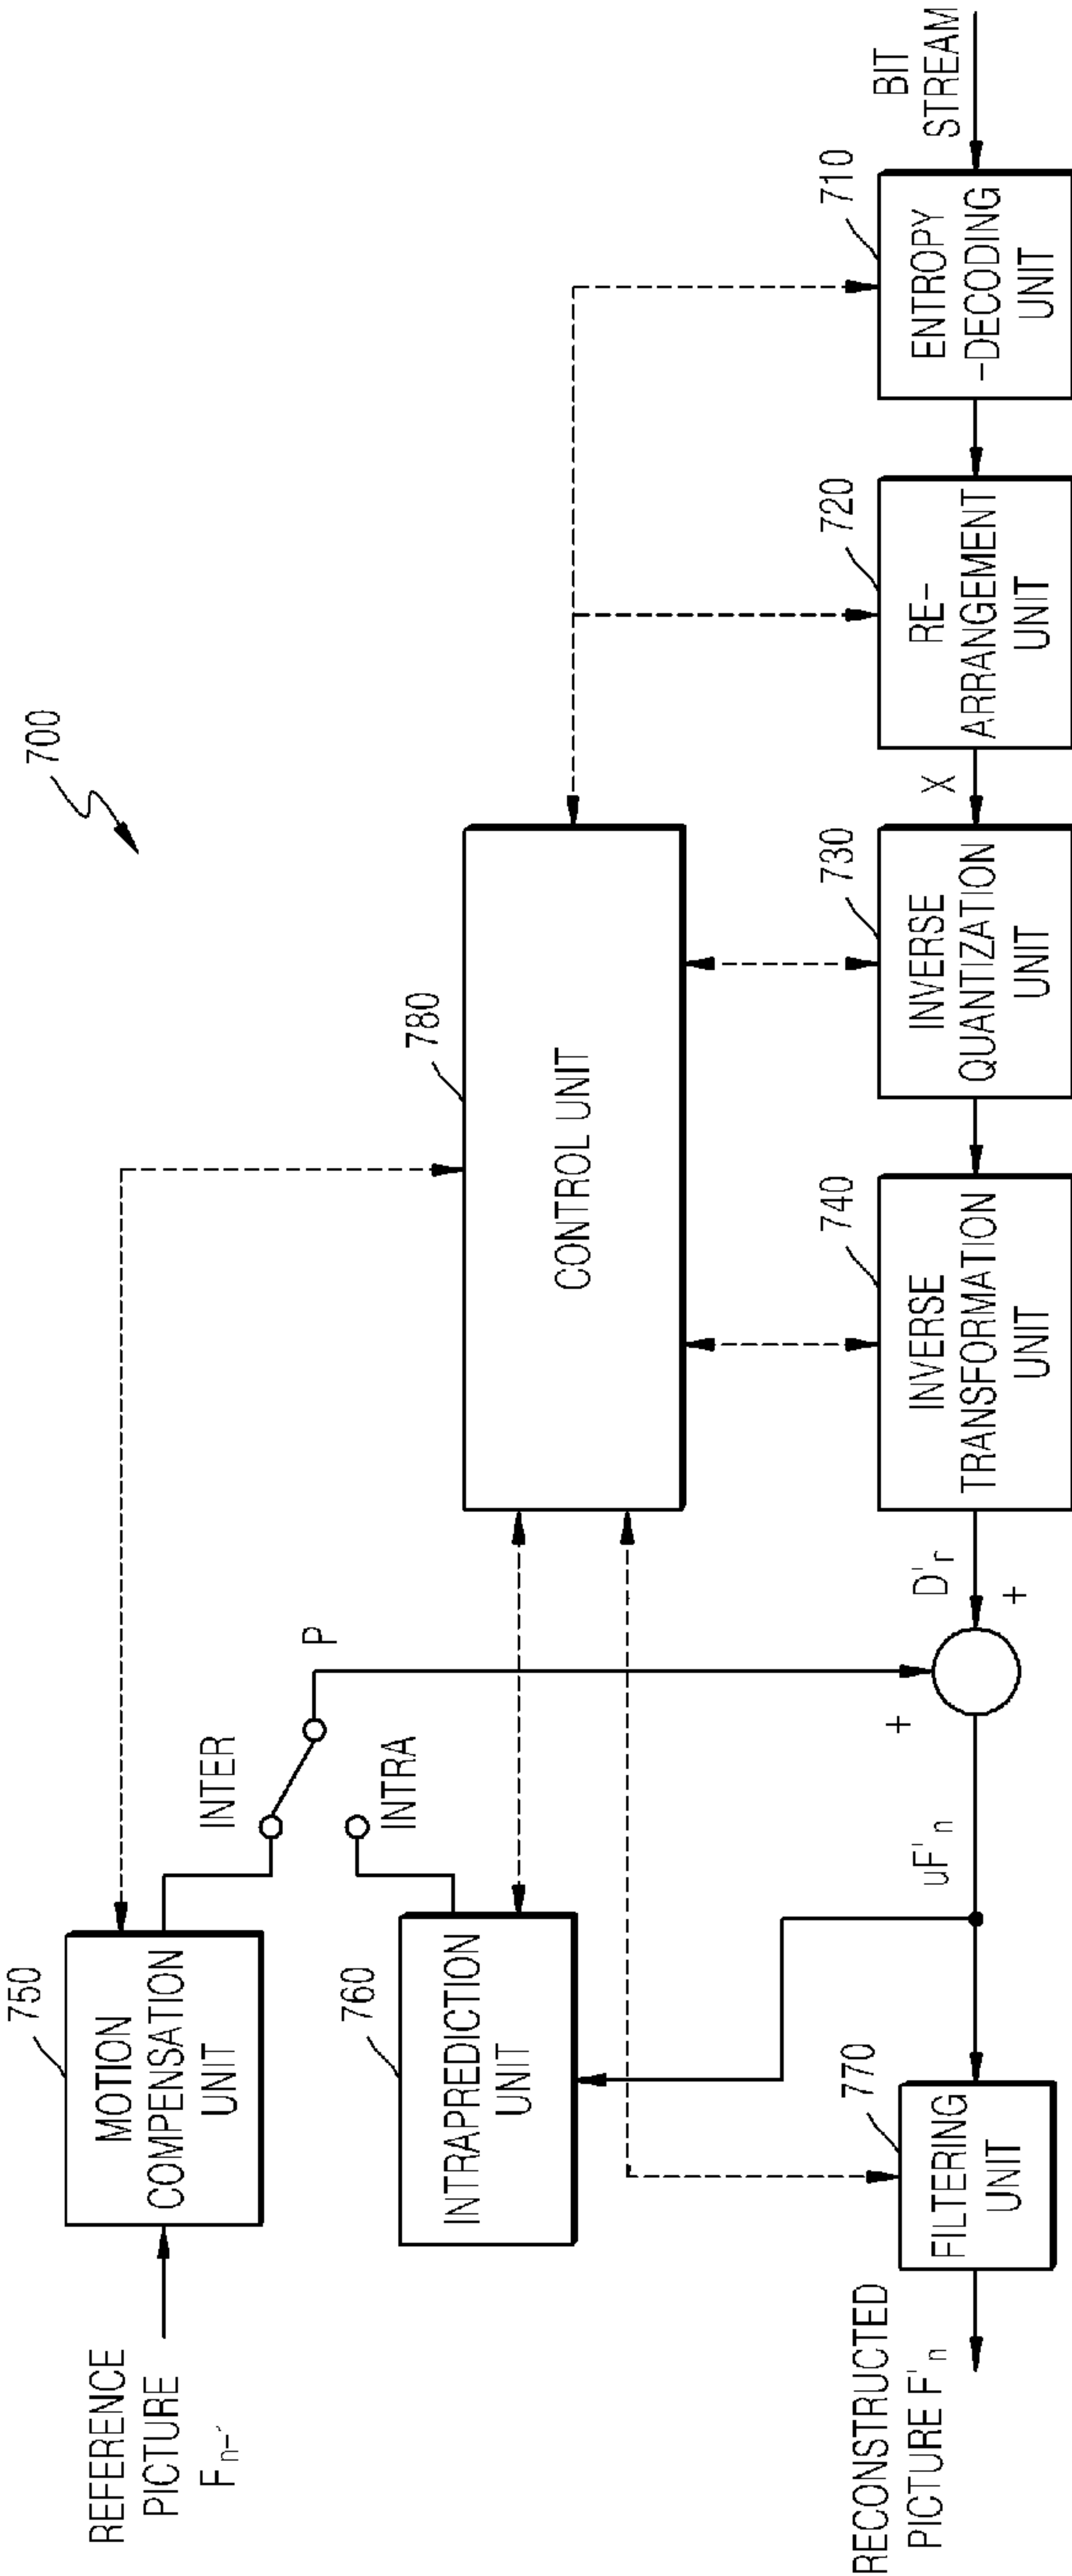 700
REFERENCE
PICTURE
750
MOTION
COMPENSATION
UNIT
INTER
P
INTRA
760
INTRAPREDICTION
UNIT
780
CONTROL UNIT
RECONSTRUCTED
PICTURE F'n
770
FILTERING
UNIT
uF'n
+
D'r
+
740
INVERSE
TRANSFORMATION
UNIT
730
INVERSE
QUANTIZATION
UNIT
X
720
RE-
ARRANGEMENT
UNIT
710
ENTROPY
-DECODING
UNIT
BIT
STREAM